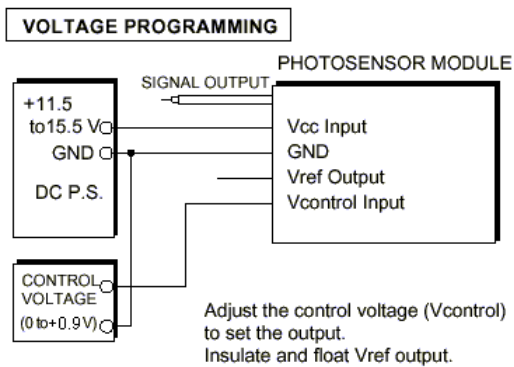 VOLTAGE PROGRAMMING
PHOTOSENSOR MODULE
SIGNAL OUTPUT
+11.5
to15.5 V
GND
DC P.S.
Vcc Input
GND
Vref Output
Vcontrol Input
CONTROL
VOLTAGE
(0 to+0.9V)
Adjust the control voltage (Vcontrol)
to set the output.
Insulate and float Vref output.